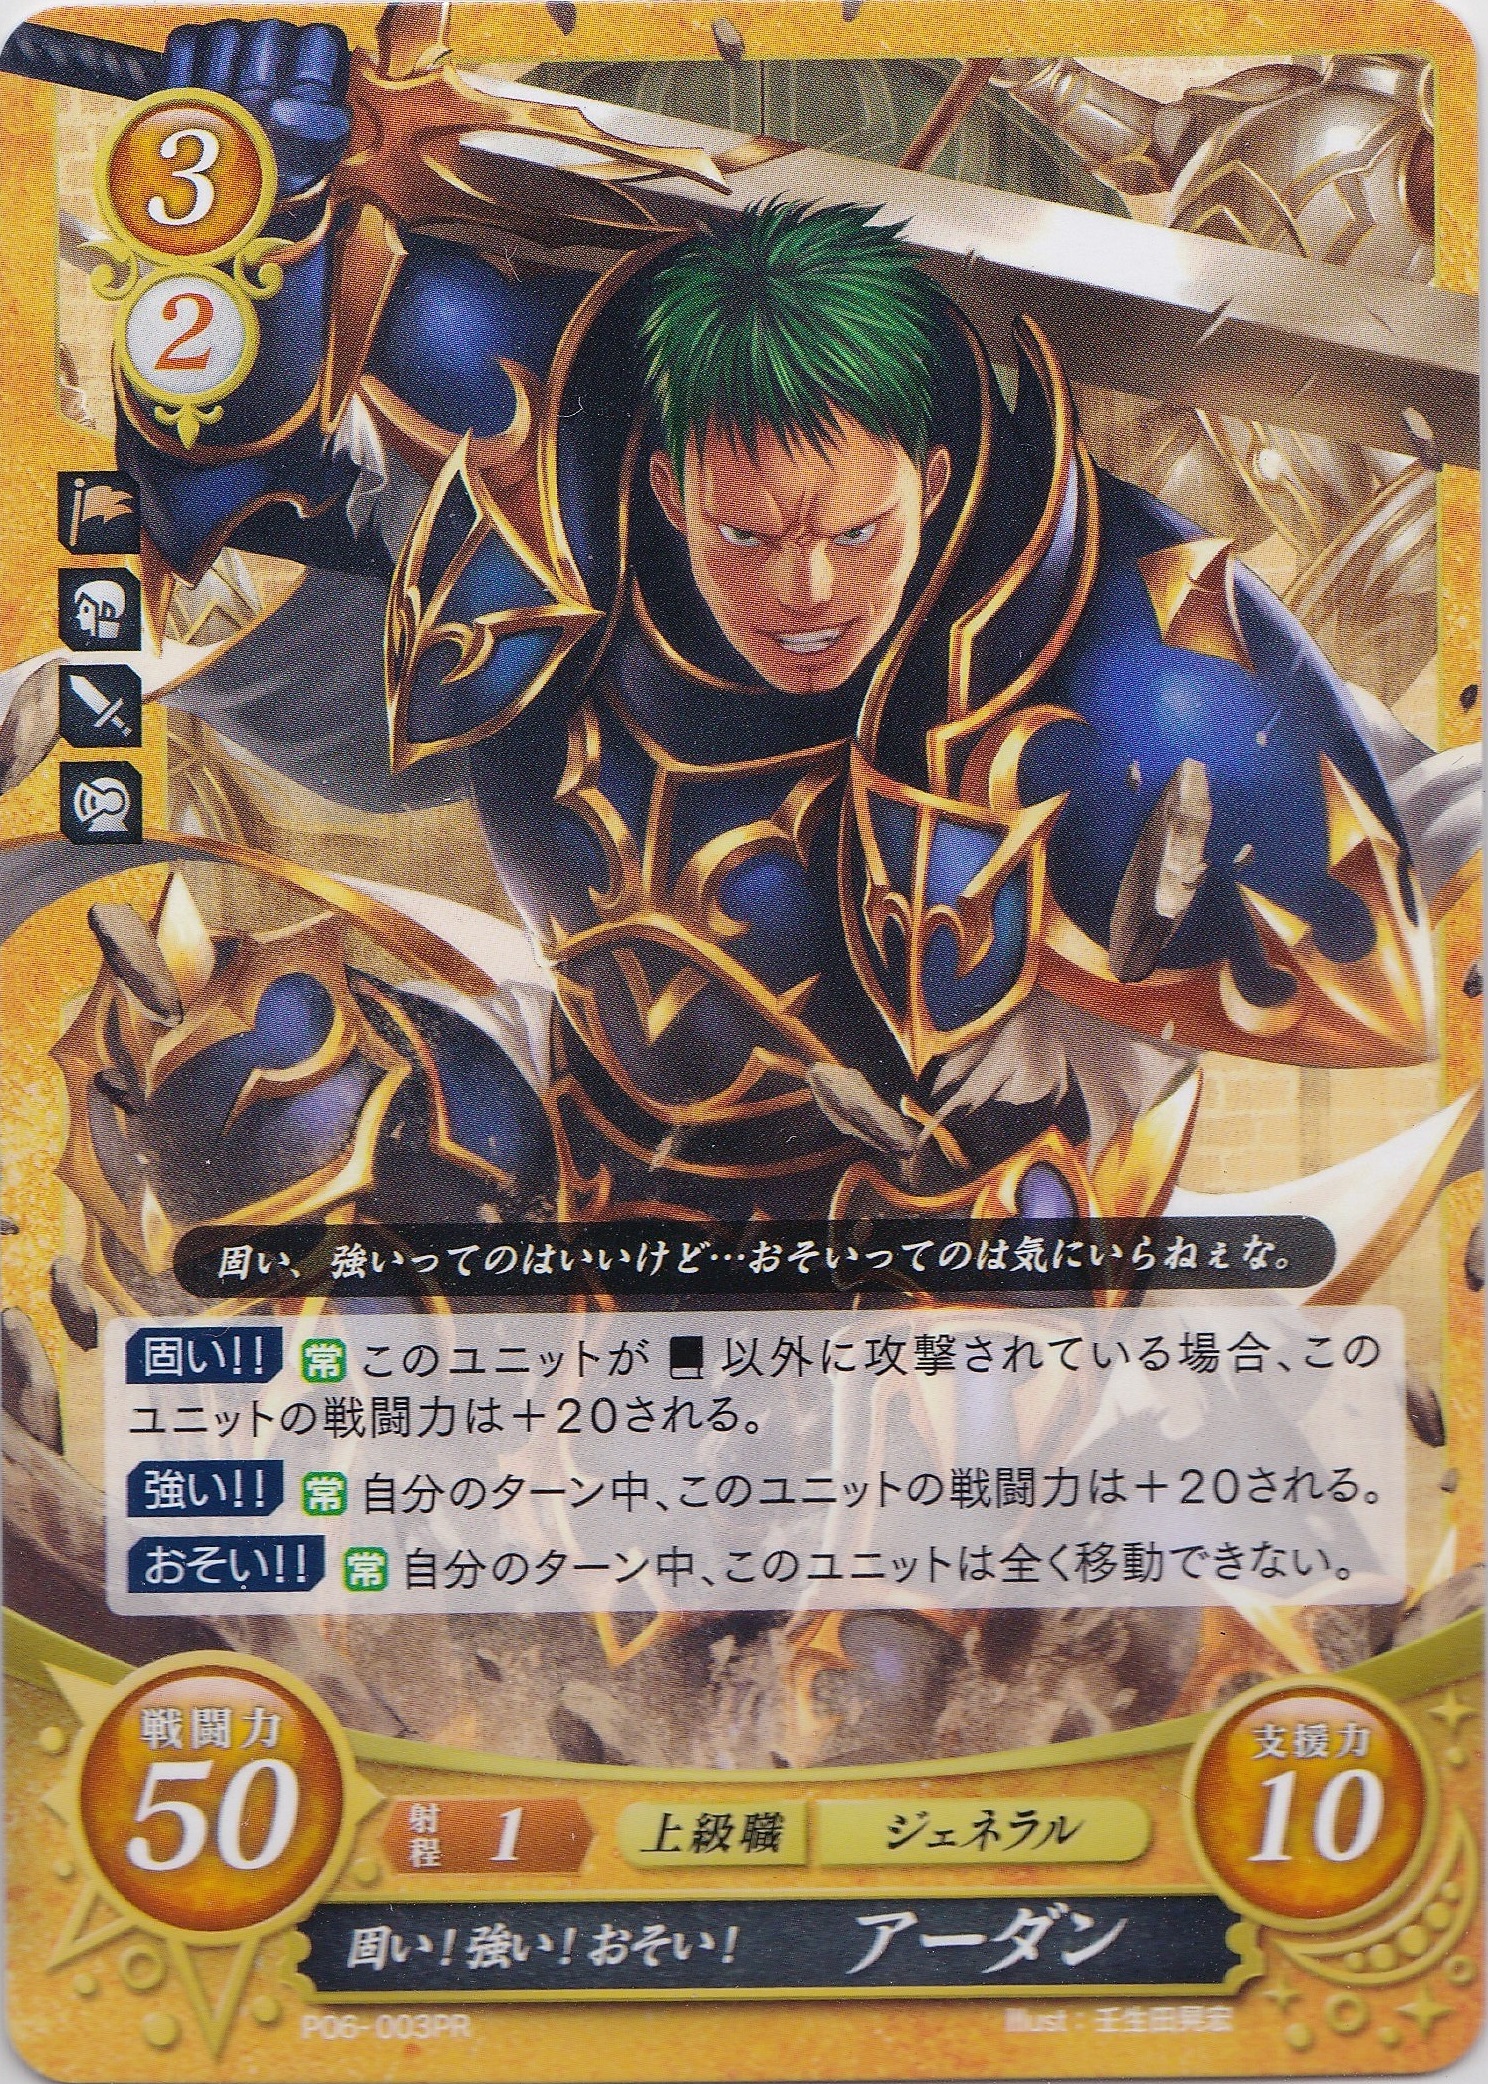 3
2
固い、強いってのはいいけど…おそいってのは気にいらねぇな。
固い!! 常 このユニットが 以外に攻撃されている場合、この
ユニットの戦闘力は＋20される。
強い!! 常 自分のターン中、このユニットの戦闘力は＋20される。
おそい!! 常 自分のターン中、このユニットは全く移動できない。
戦闘力
50
射程 1
上級職
ジェネラル
支援力
10
固い!強い!おそい! アーダン
P06-003PR
Illust：壬生田晃宏